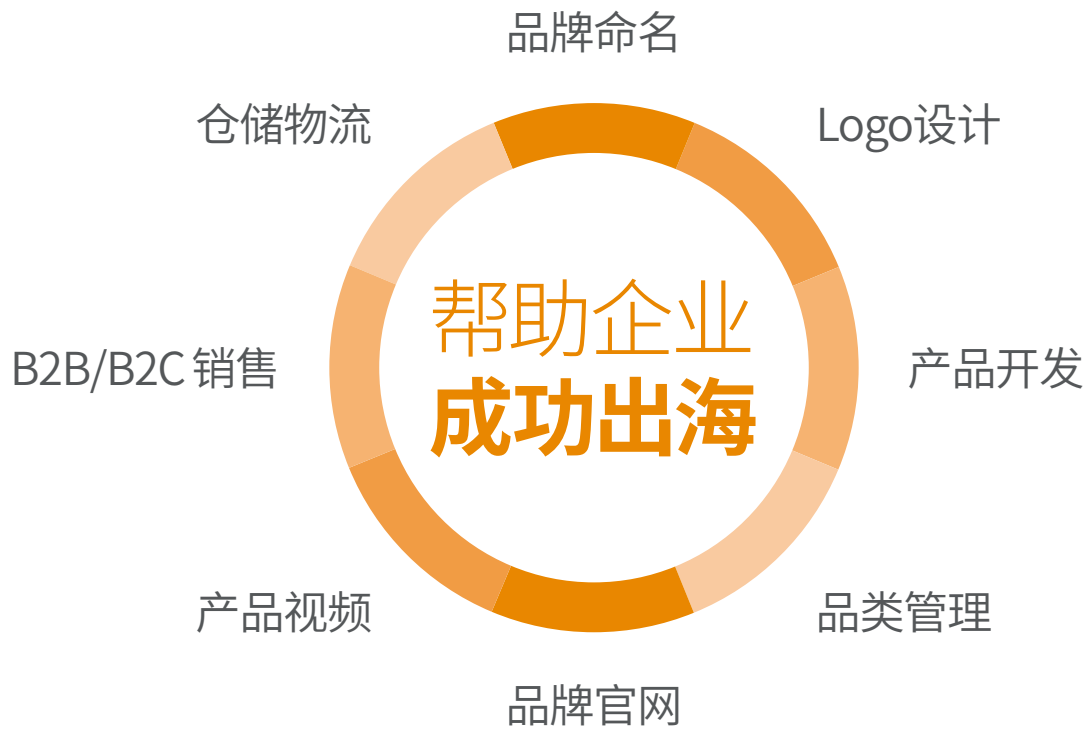 品牌命名
仓储物流
Logo设计
帮助企业
成功出海
B2B/B2C 销售
产品开发
产品视频
品类管理
品牌官网